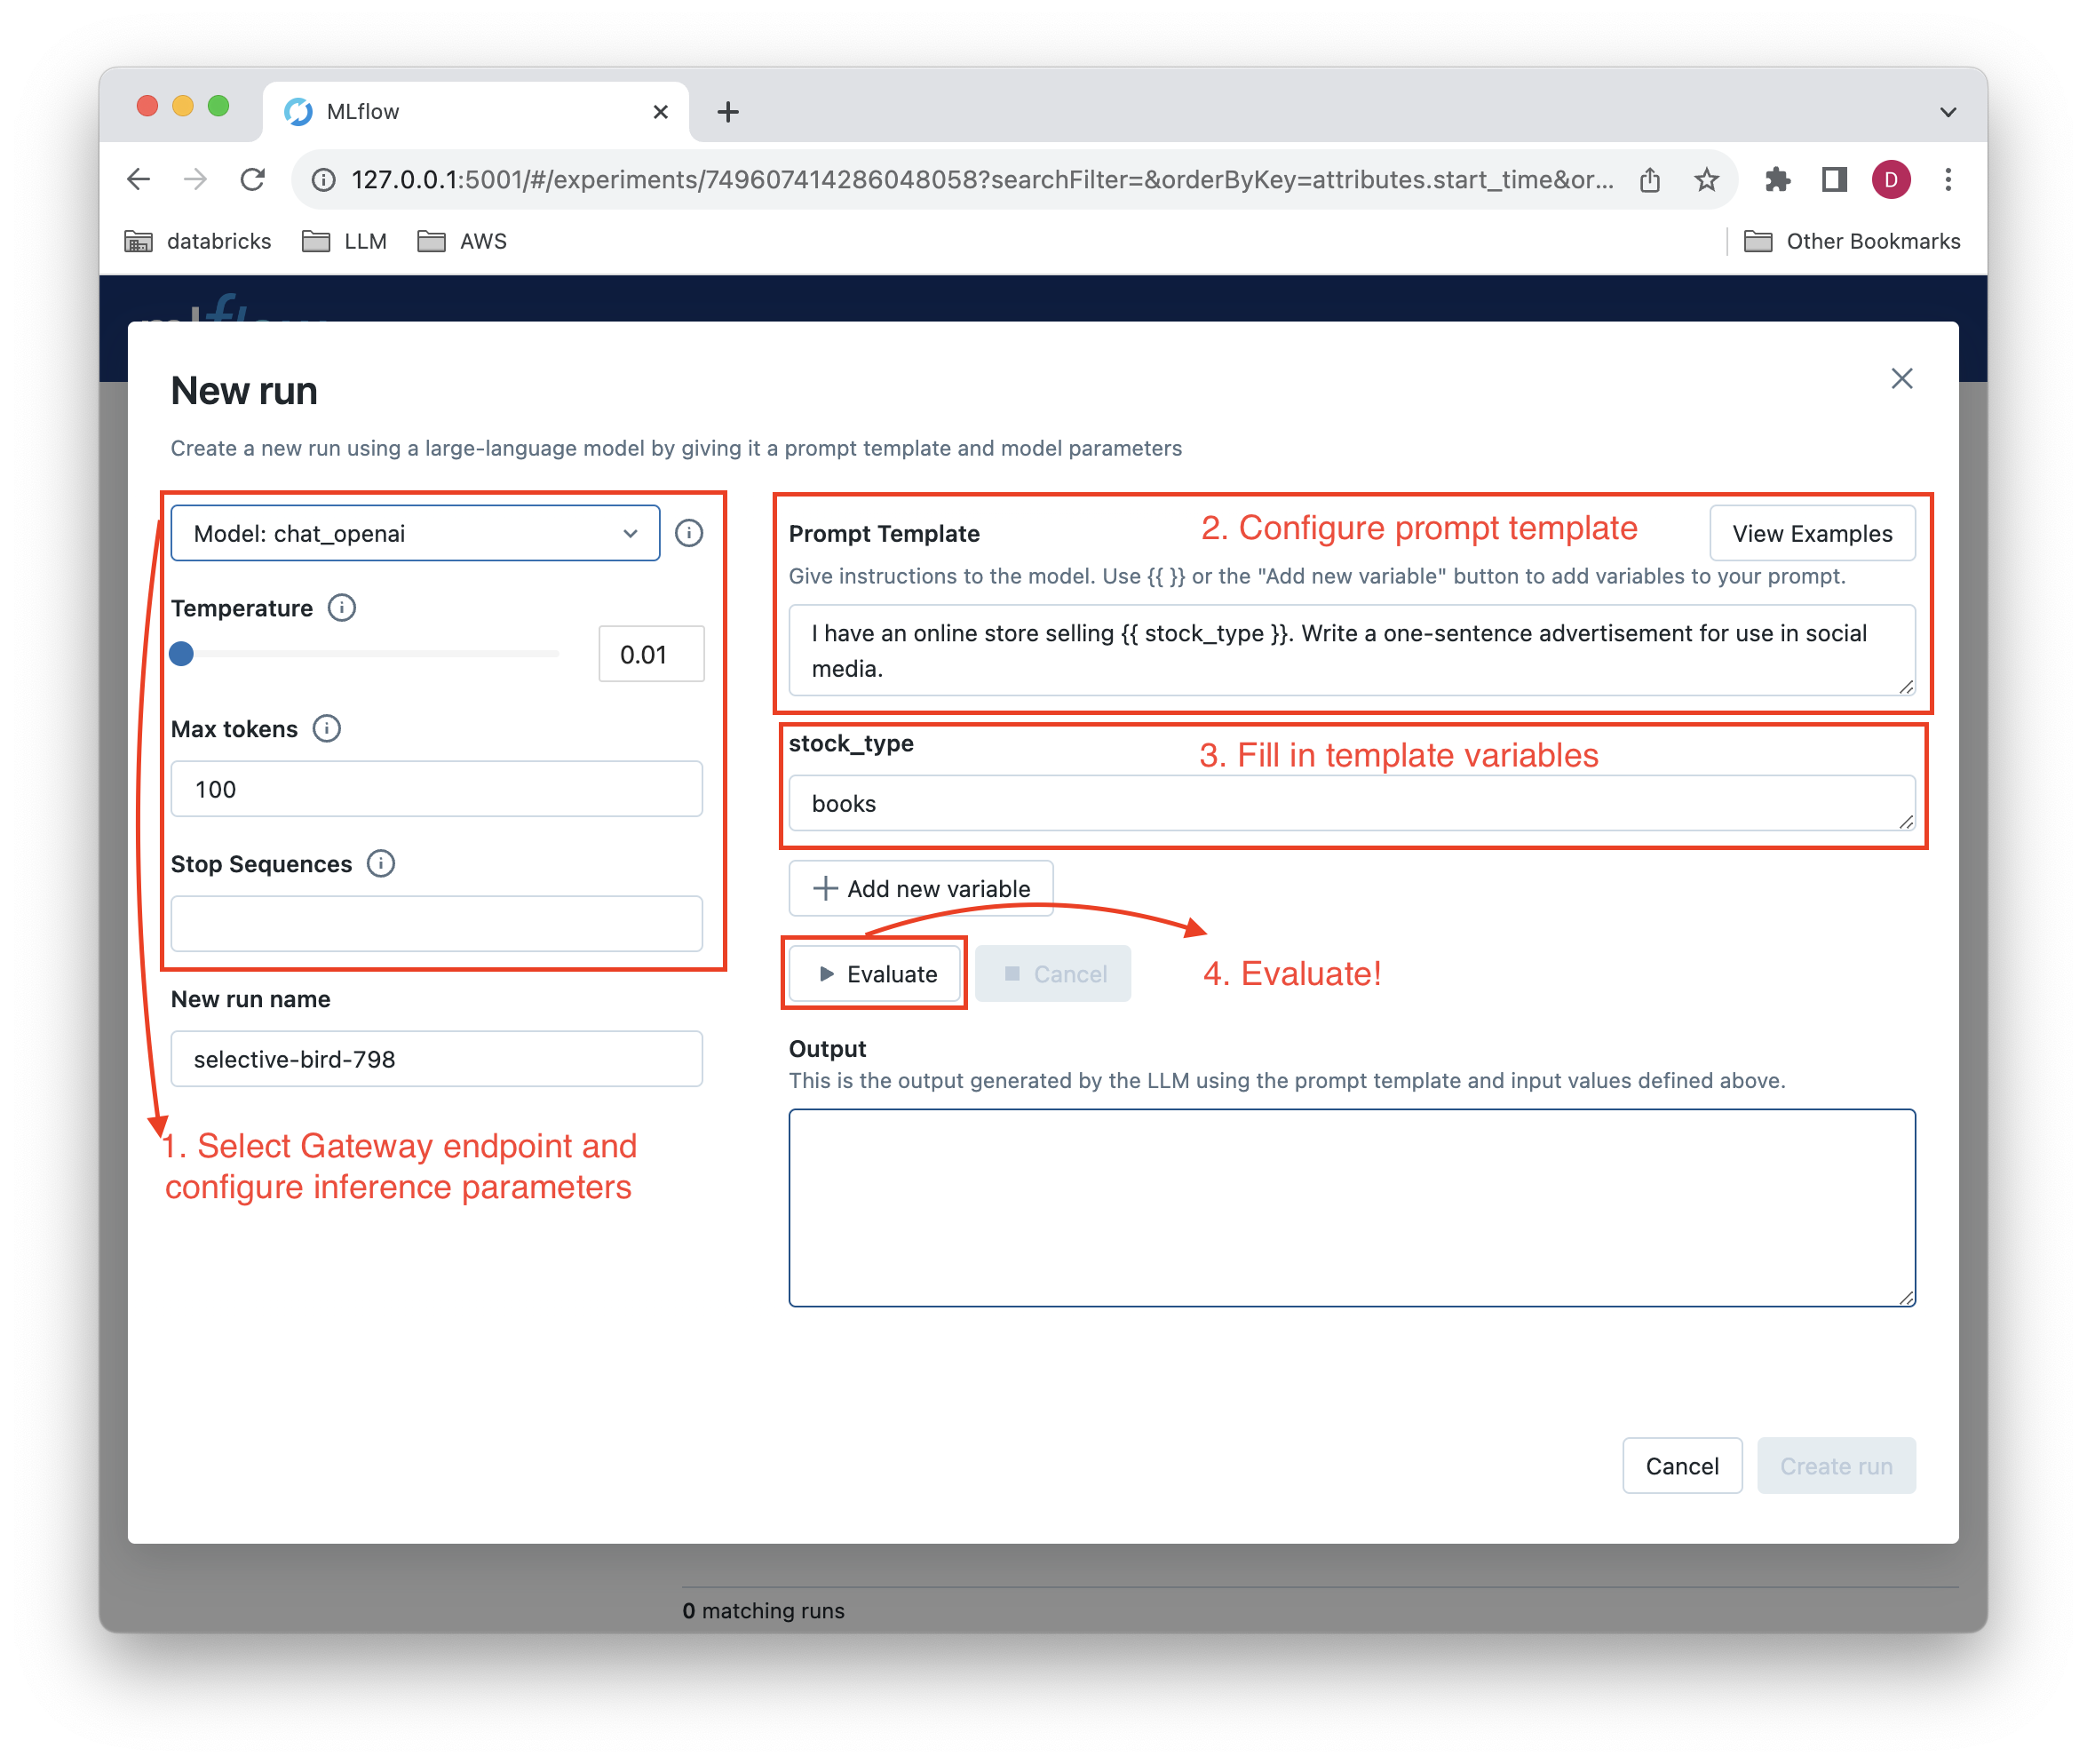 MLflow
127.0.0.1:5001/#/experiments/749607414286048058?searchFilter=&orderByKey=attributes.start_time&or...
D
databricks
LLM
AWS
Other Bookmarks
mlflow
New run
Create a new run using a large-language model by giving it a prompt template and model parameters
Model: chat_openai
Temperature
0.01
Max tokens
100
Stop Sequences
New run name
selective-bird-798
1. Select Gateway endpoint and
configure inference parameters
Prompt Template
2. Configure prompt template
View Examples
Give instructions to the model. Use {{ }} or the "Add new variable" button to add variables to your prompt.
I have an online store selling {{ stock_type }}. Write a one-sentence advertisement for use in social
media.
stock_type
3. Fill in template variables
books
Add new variable
Evaluate
Cancel
4. Evaluate!
Output
This is the output generated by the LLM using the prompt template and input values defined above.
Cancel
Create run
0 matching runs